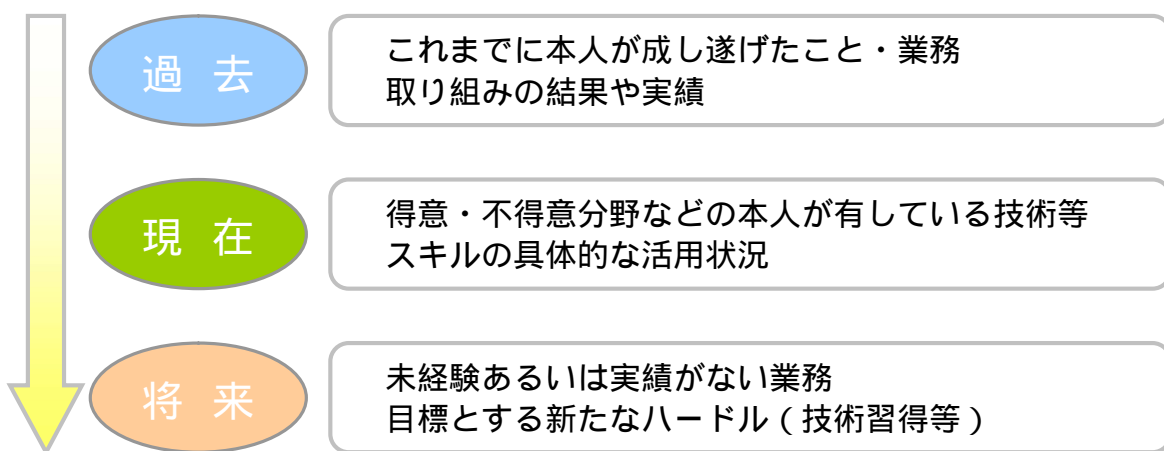 過 去
これまでに本人が成し遂げたこと・業務
取り組みの結果や実績
現 在
得意・不得意分野などの本人が有している技術等
スキルの具体的な活用状況
将 来
未経験あるいは実績がない業務
目標とする新たなハードル（技術習得等）